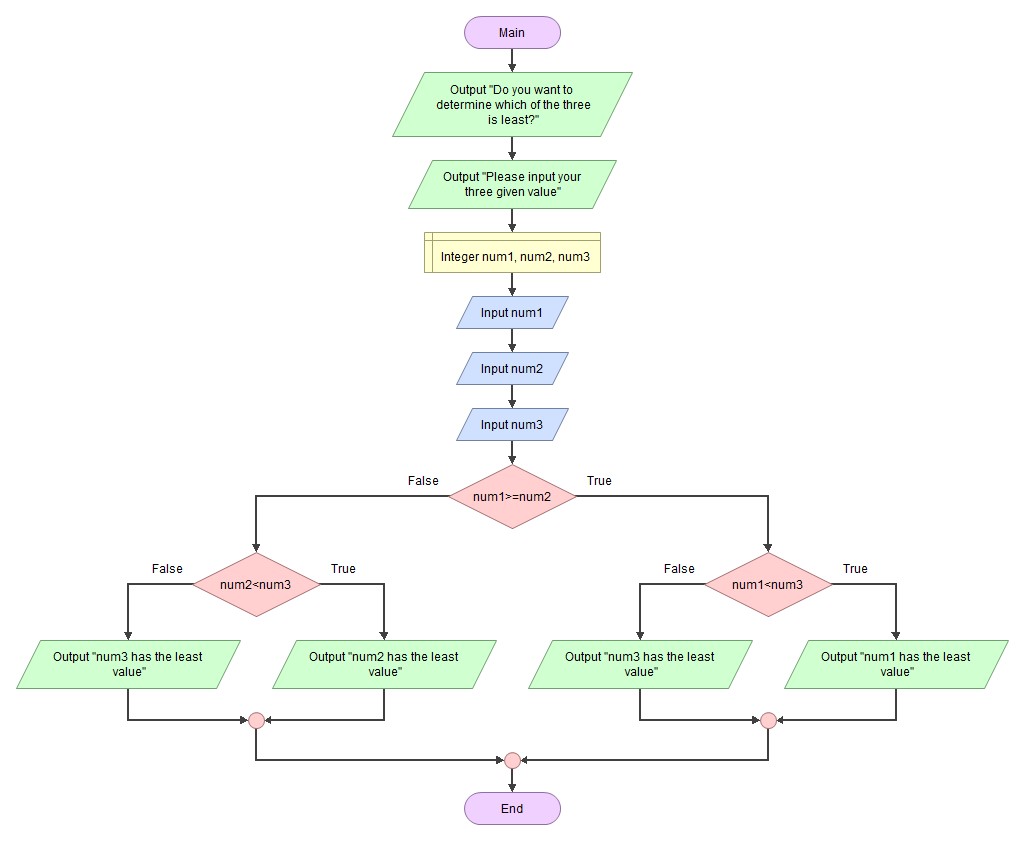 Main
Output "Do you want to
determine which of the three
is least?"
Output "Please input your
three given value"
Integer num1, num2, num3
Input num1
Input num2
Input num3
False
True
num1>=num2
False
True
num2<num3
False
True
num1<num3
Output "num3 has the least
value"
Output "num2 has the least
value"
Output "num3 has the least
value"
Output "num1 has the least
value"
End